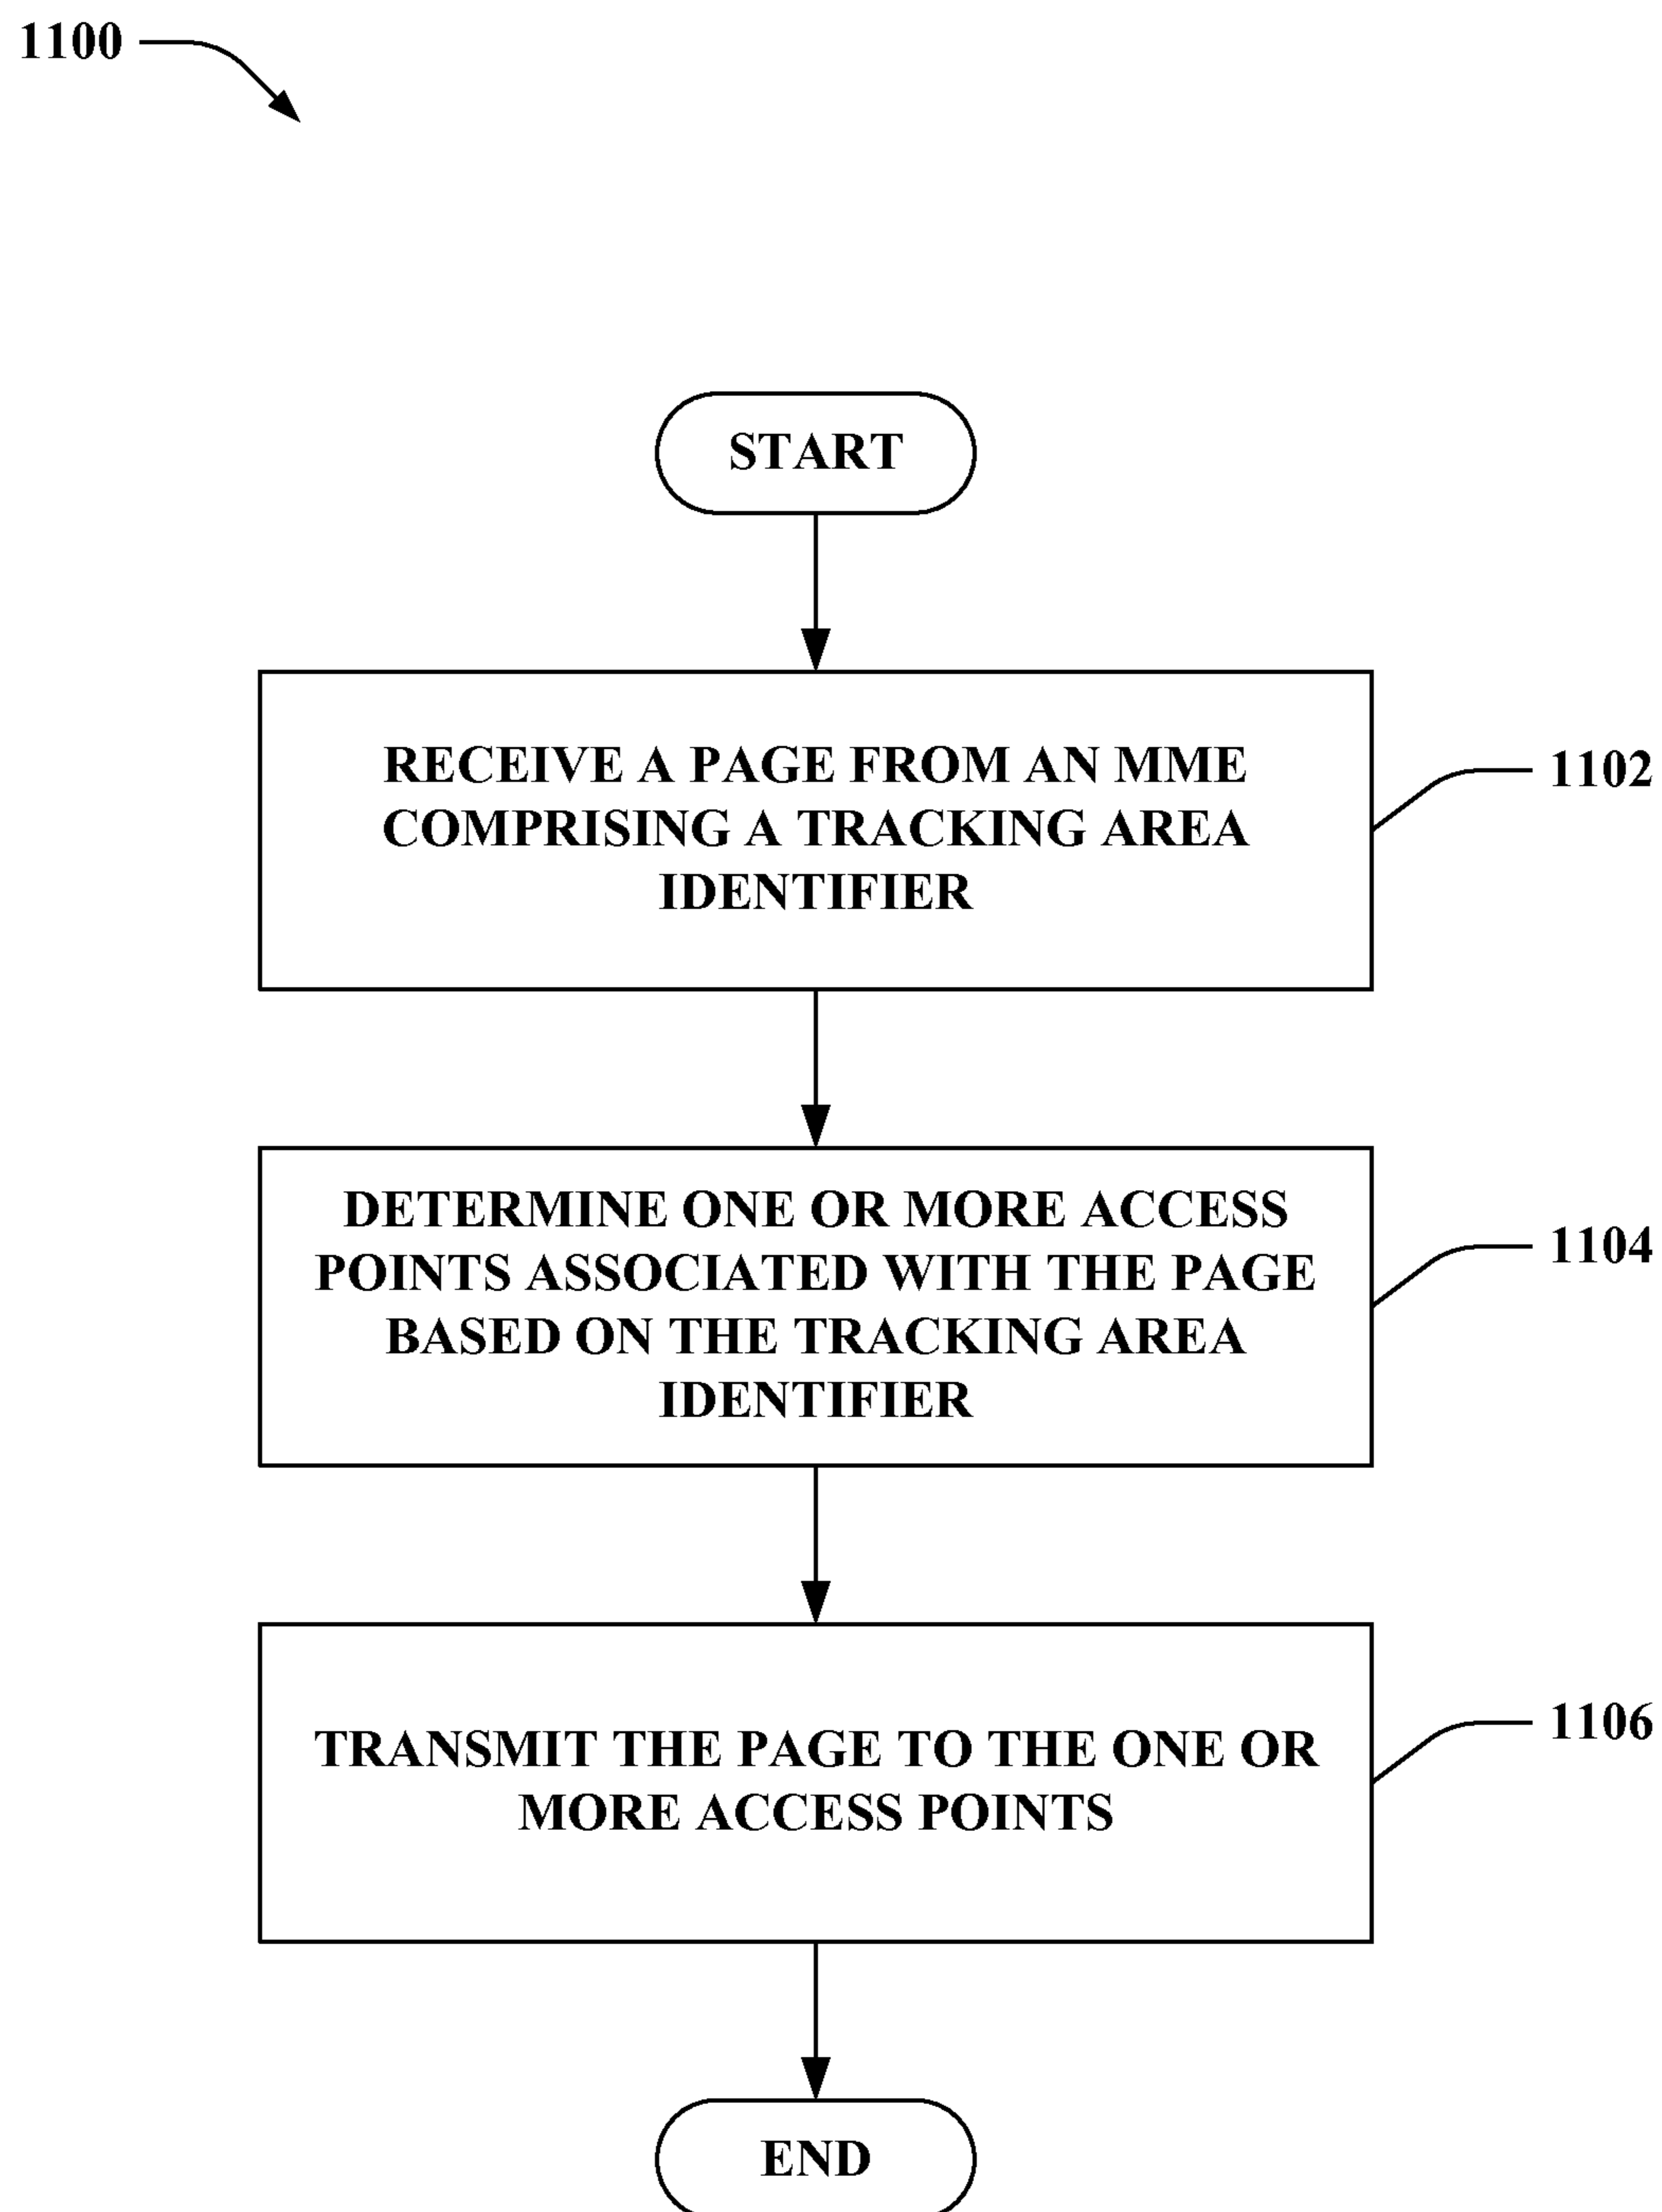 1100
START
RECEIVE A PAGE FROM AN MME
COMPRISING A TRACKING AREA
IDENTIFIER
1102
DETERMINE ONE OR MORE ACCESS
POINTS ASSOCIATED WITH THE PAGE
BASED ON THE TRACKING AREA
IDENTIFIER
1104
TRANSMIT THE PAGE TO THE ONE OR
MORE ACCESS POINTS
1106
END